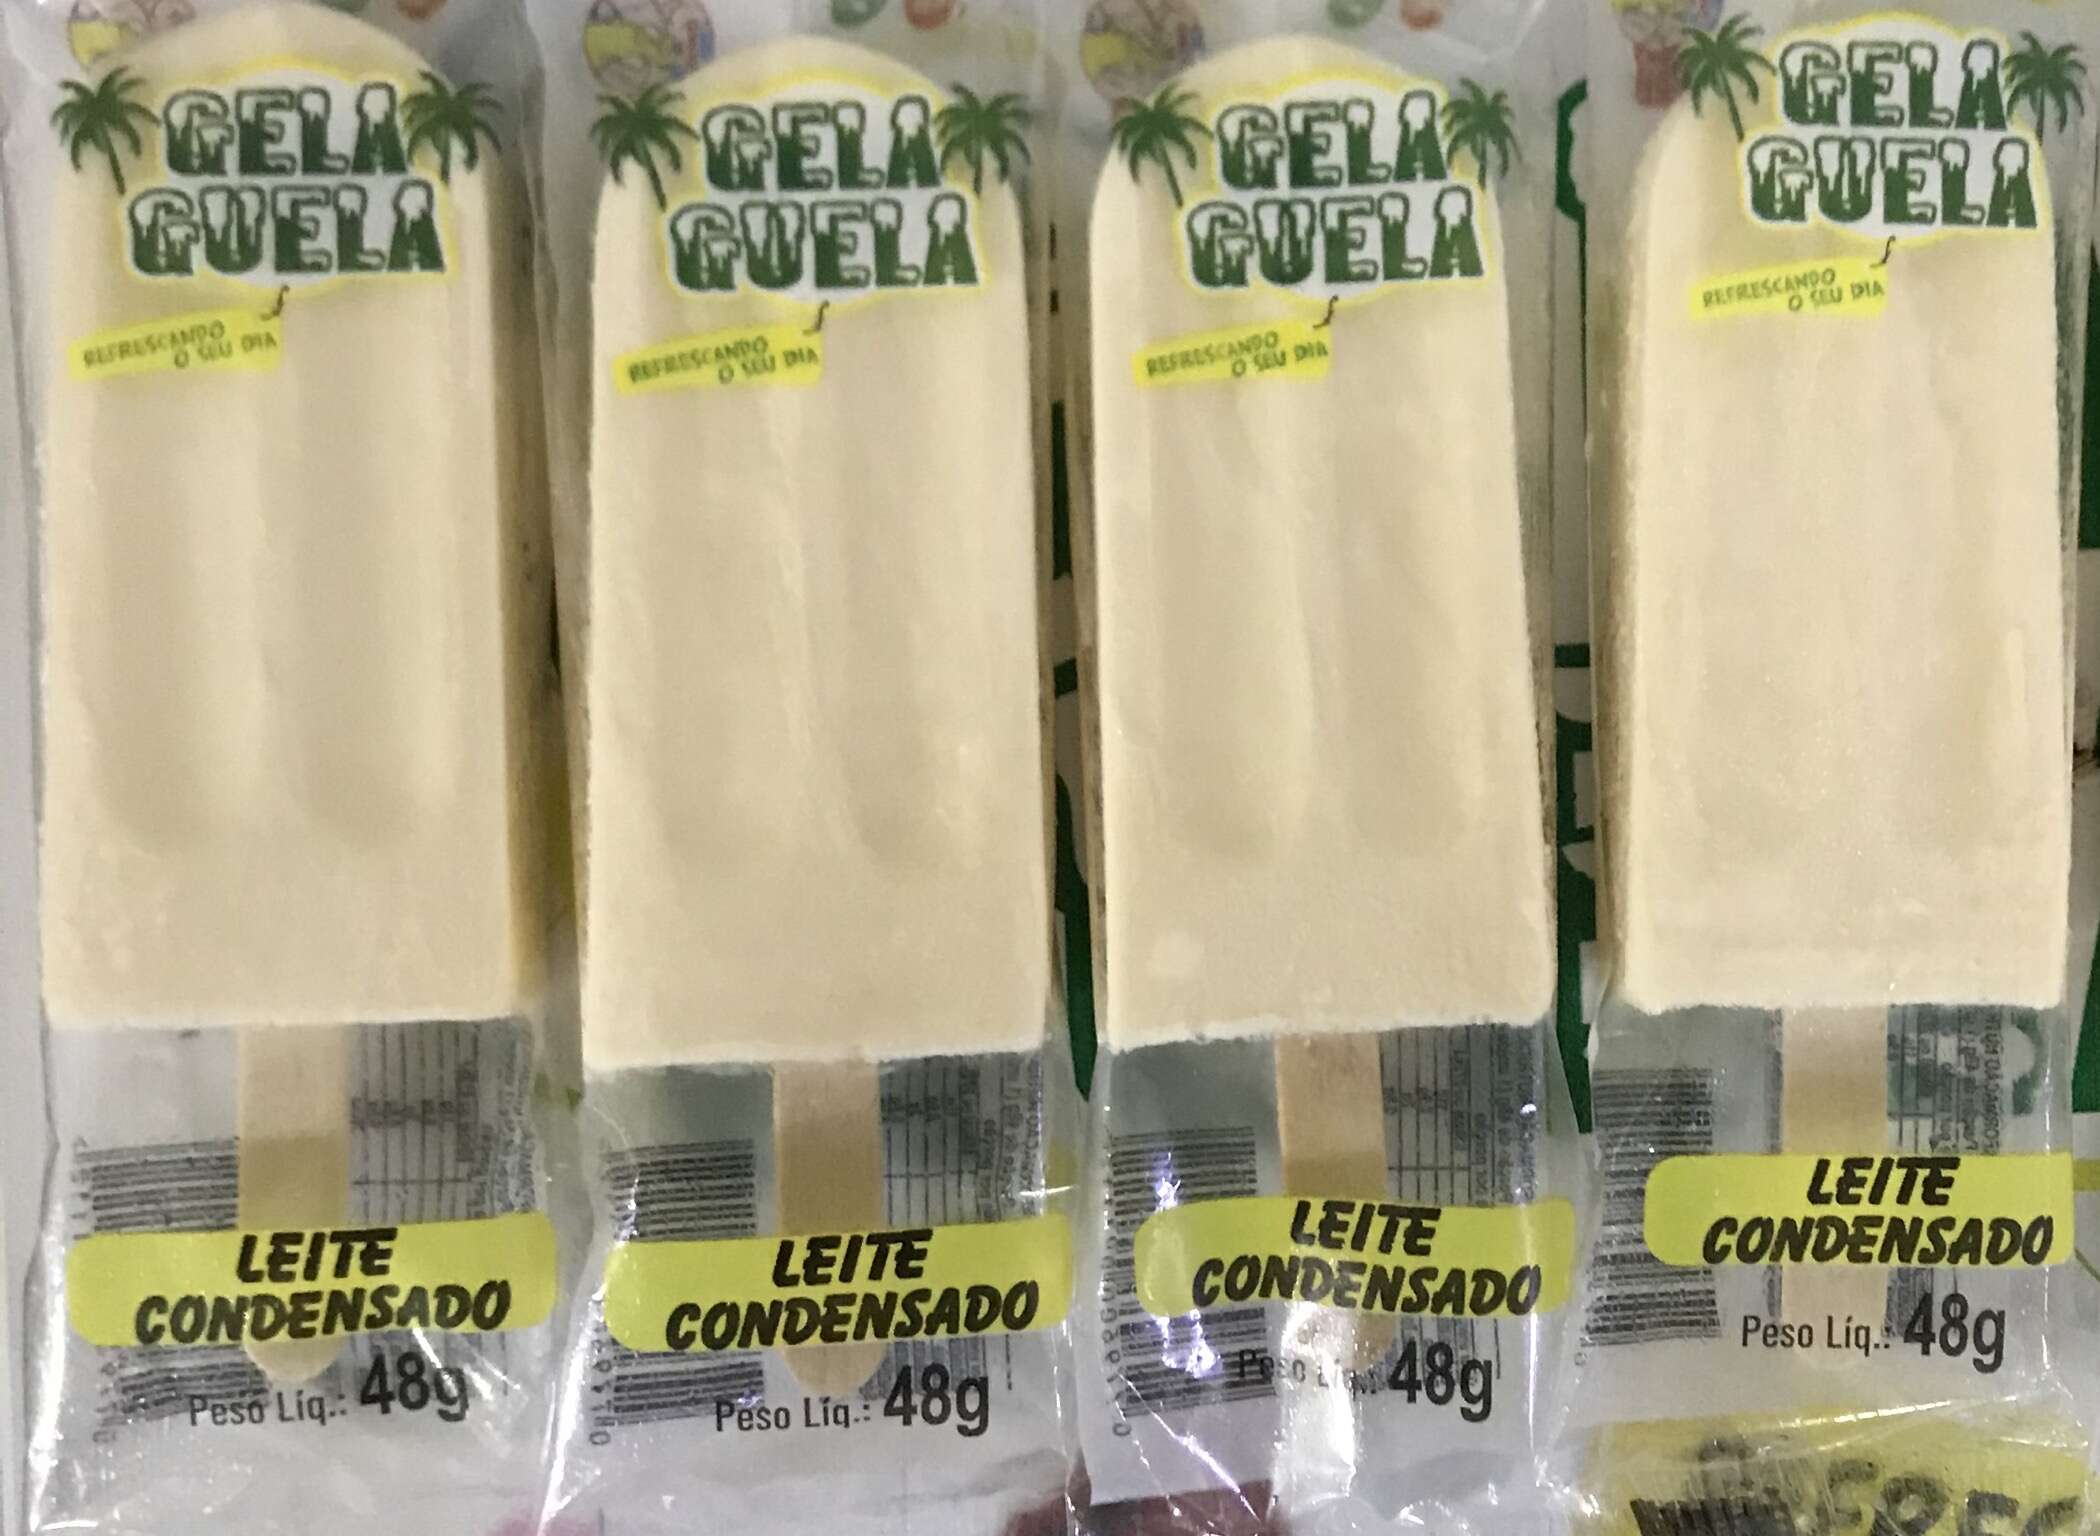 GELA
GUELA
REFRESCANDO
O SEU DIA
LEITE
CONDENSADO
Peso Líq.: 48g
GELA
GUELA
REFRESCANDO
O SEU DIA
LEITE
CONDENSADO
Peso Líq.: 48g
GELA
GUELA
REFRESCANDO
O SEU DIA
LEITE
CONDENSADO
Peso Líq.: 48g
GELA
GUELA
REFRESCANDO
O SEU DIA
LEITE
CONDENSADO
Peso Líq.: 48g